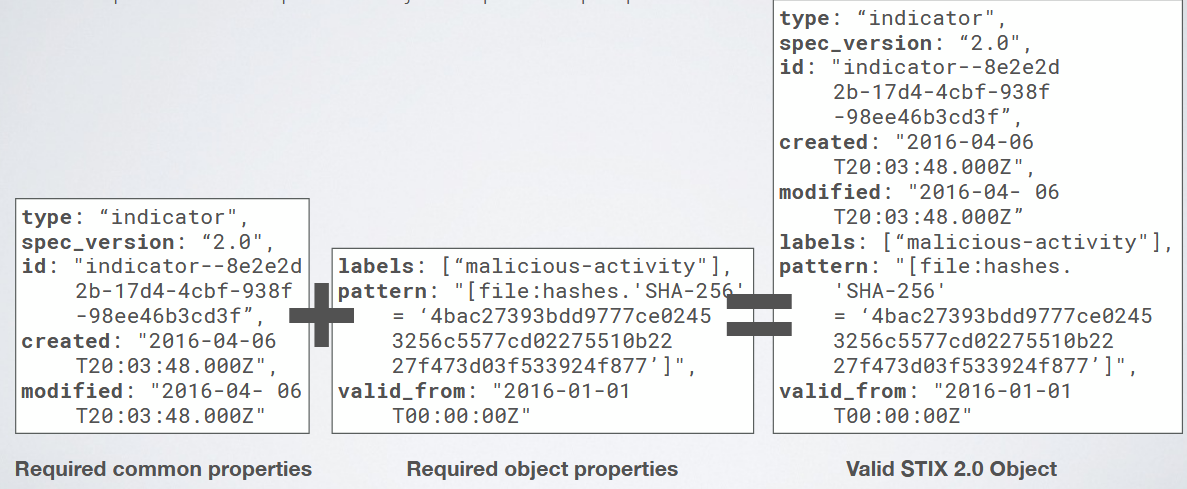 type: “indicator",
spec_version: “2.0",
id: "indicator--8e2e2d
2b-17d4-4cbf-938f
-98ee46b3cd3f”,
created: "2016-04-06
T20:03:48.000Z",
modified: "2016-04- 06
T20:03:48.000Z"
Required common properties
labels: [“malicious-activity"],
pattern: "[file:hashes.'SHA-256'
= ‘4bac27393bdd9777ce0245
3256c5577cd02275510b22
27f473d03f533924f877’]",
valid_from: "2016-01-01
T00:00:00Z"
Required object properties
type: “indicator",
spec_version: “2.0",
id: "indicator--8e2e2d
2b-17d4-4cbf-938f
-98ee46b3cd3f”,
created: "2016-04-06
T20:03:48.000Z",
modified: "2016-04- 06
T20:03:48.000Z”
labels: [“malicious-activity"],
pattern: "[file:hashes.
'SHA-256'
= ‘4bac27393bdd9777ce0245
3256c5577cd02275510b22
27f473d03f533924f877’]",
valid_from: "2016-01-01
T00:00:00Z"
Valid STIX 2.0 Object